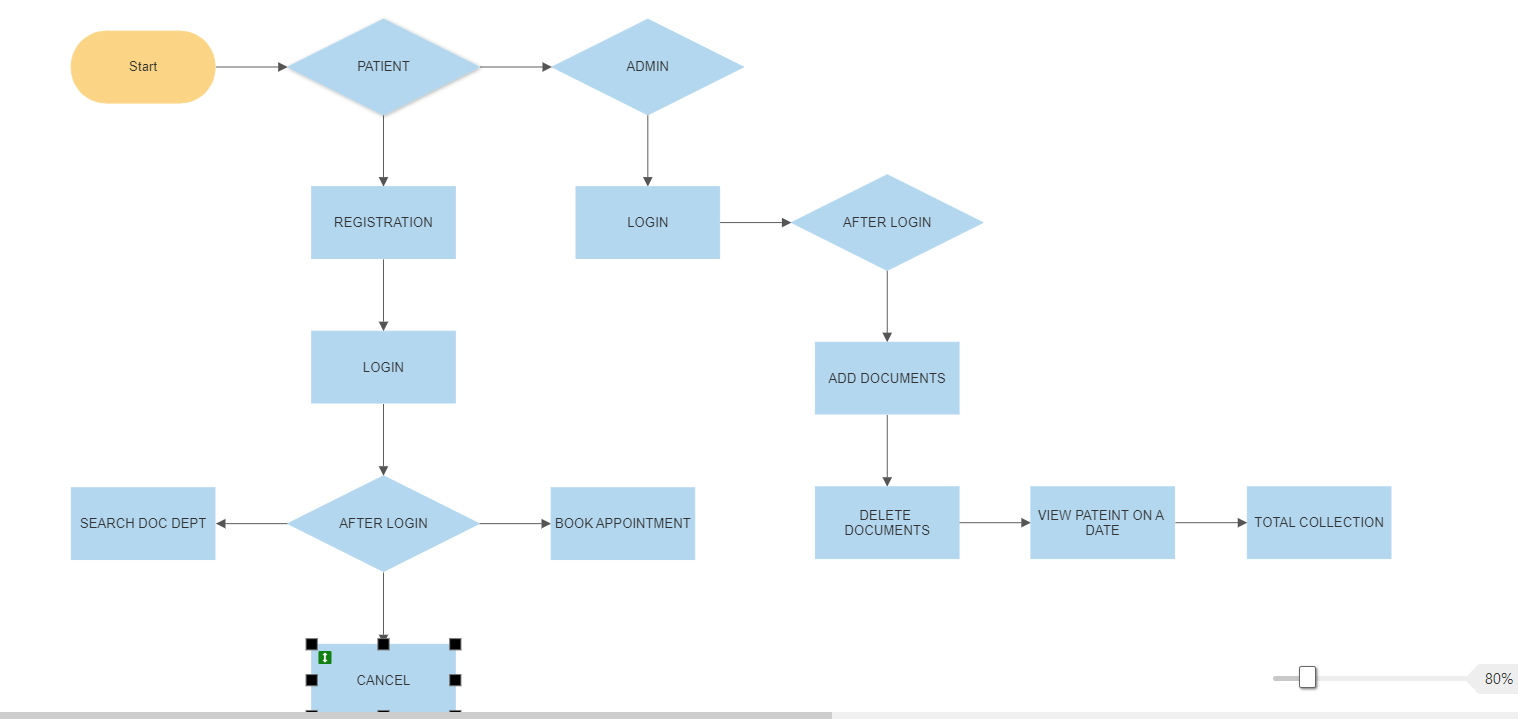 Start
PATIENT
ADMIN
REGISTRATION
LOGIN
AFTER LOGIN
LOGIN
ADD DOCUMENTS
SEARCH DOC DEPT
AFTER LOGIN
BOOK APPOINTMENT
DELETE
DOCUMENTS
VIEW PATEINT ON A
DATE
TOTAL COLLECTION
CANCEL
80%